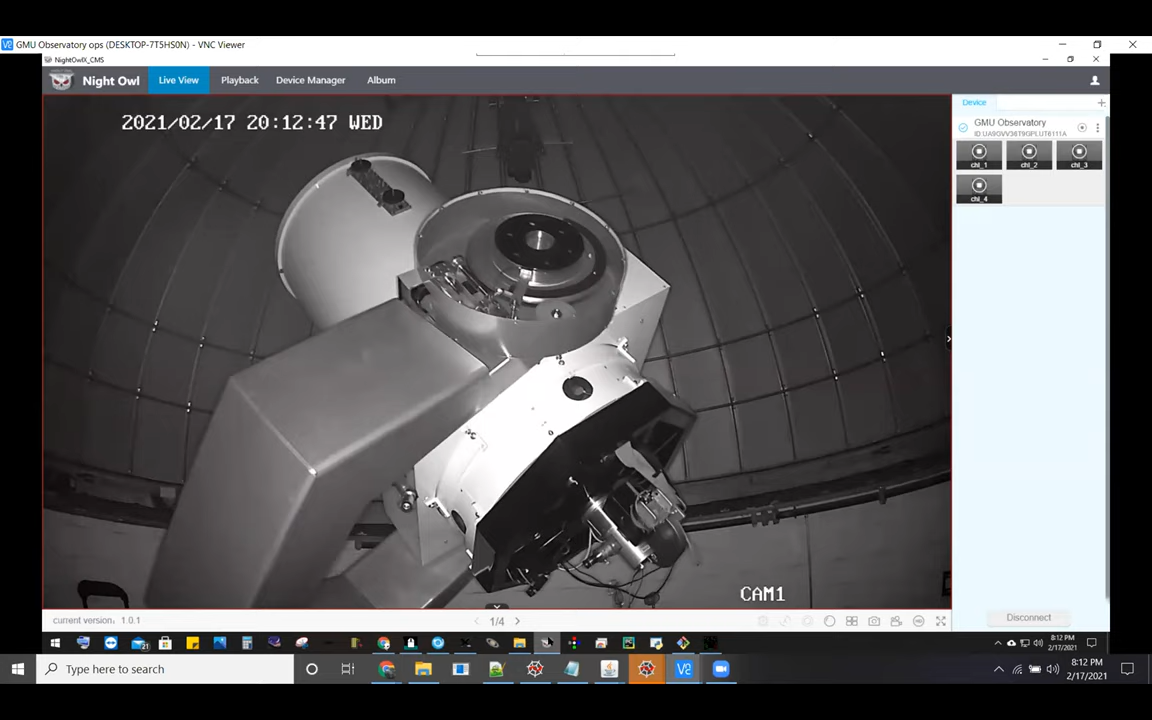 GMU Observatory ops (DESKTOP-7T5HS0N) - VNC Viewer
NightOwlX_CMS
Night Owl
Live View
Playback
Device Manager
Album
2021/02/17 20:12:47 WED
Device
GMU Observatory
chl_1
chl_2
chl_3
chl_4
CAM1
current version：1.0.1
1/4
Disconnect
8:12 PM
2/17/2021
Type here to search
8:12 PM
2/17/2021